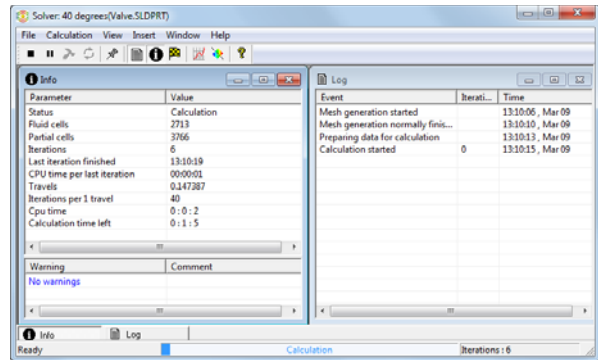 Solver: 40 degrees(Valve.SLDPRT)
File Calculation View Insert Window Help
Info
Parameter Value
Status Calculation
Fluid cells 2713
Partial cells 3766
Iterations 6
Last iteration finished 13:10:19
CPU time per last iteration 00:00:01
Travels 0.147387
Iterations per 1 travel 40
Cpu time 0 : 0 : 2
Calculation time left 0 : 1 : 5
Warning Comment
No warnings
Log
Event Iterati... Time
Mesh generation started 13:10:06 , Mar 09
Mesh generation normally finis... 13:10:10 , Mar 09
Preparing data for calculation 13:10:13 , Mar 09
Calculation started 0 13:10:15 , Mar 09
Info Log
Ready Calculation Iterations : 6